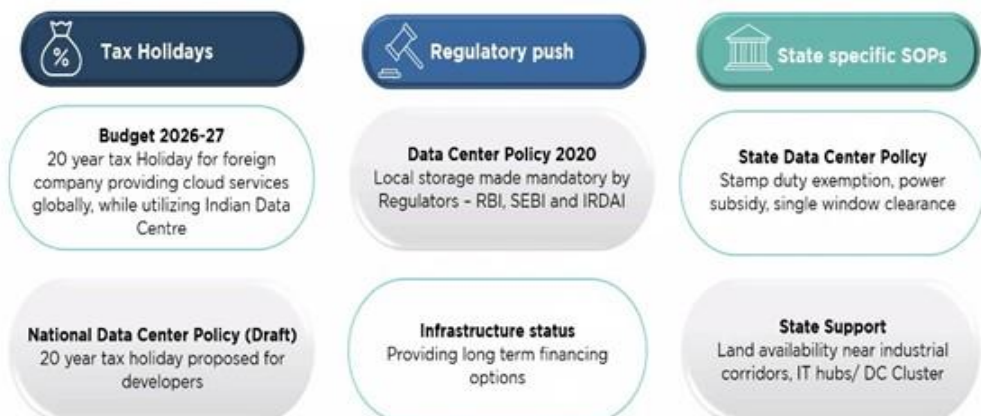 %
Tax Holidays
Regulatory push
State specific SOPs
Budget 2026-27
20 year tax Holiday for foreign
company providing cloud services
globally, while utilizing Indian Data
Centre
Data Center Policy 2020
Local storage made mandatory by
Regulators – RBI, SEBI and IRDAI
State Data Center Policy
Stamp duty exemption, power
subsidy, single window clearance
National Data Center Policy (Draft)
20 year tax holiday proposed for
developers
Infrastructure status
Providing long term financing
options
State Support
Land availability near industrial
corridors, IT hubs/ DC Cluster